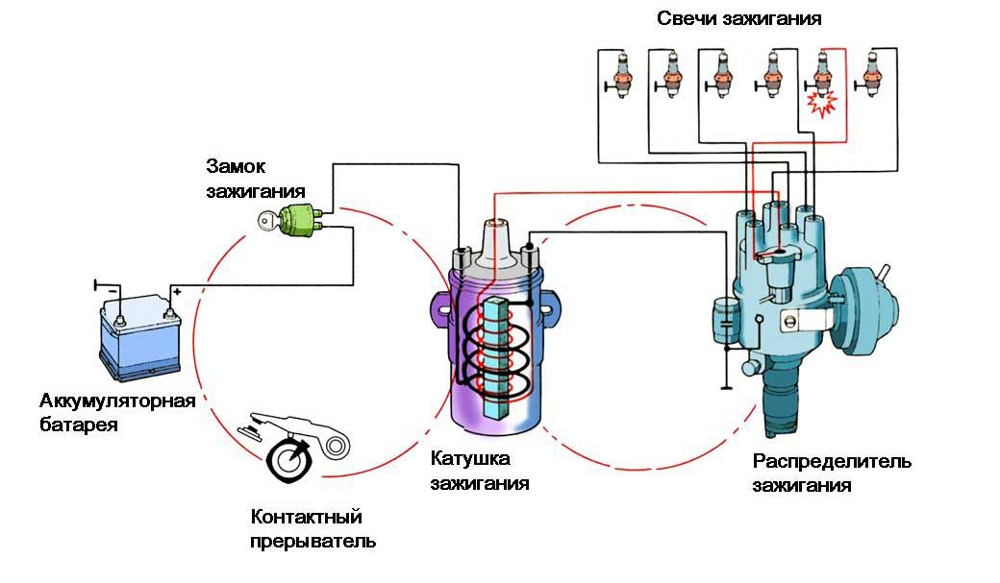 Свечи зажигания
Замок
зажигания
- +
Аккумуляторная
батарея
Катушка
зажигания
Распределитель
зажигания
Контактный
прерыватель